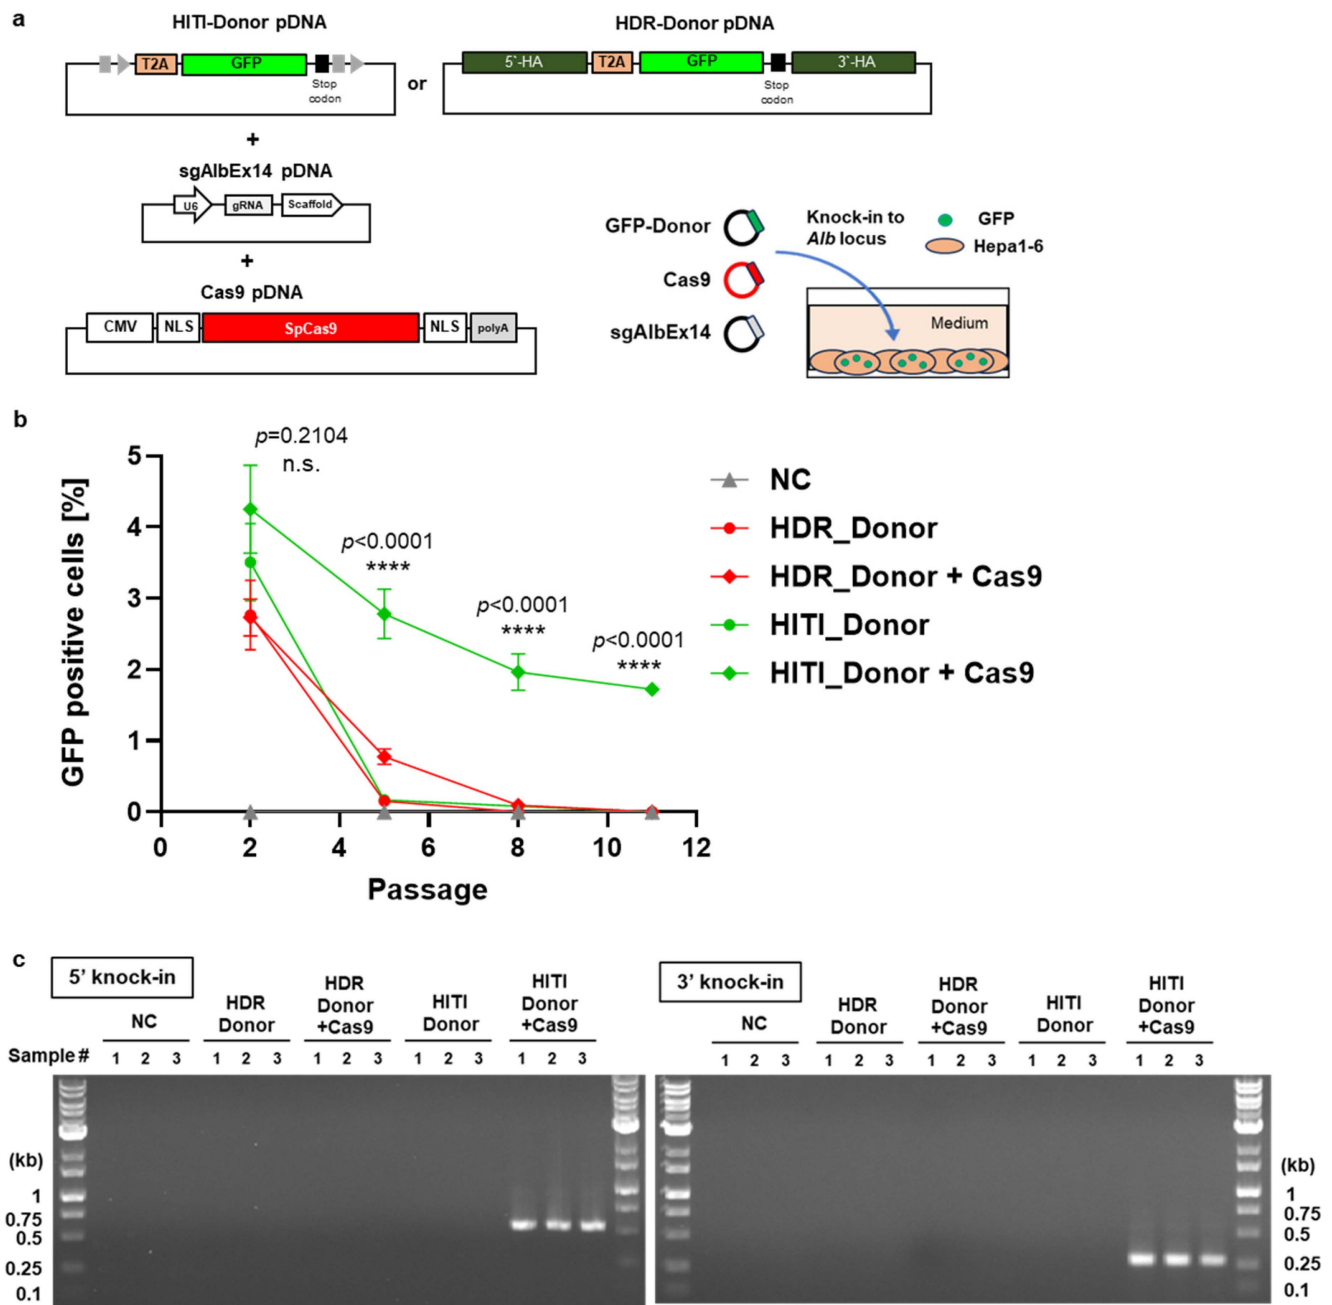 a
HITI-Donor pDNA
HDR-Donor pDNA
T2A
GFP
Stop
codon
or
5`-HA
T2A
GFP
3`-HA
Stop
codon
+
sgAlbEx14 pDNA
U6
gRNA
Scaffold
+
Cas9 pDNA
CMV
NLS
SpCas9
NLS
polyA
GFP-Donor
Cas9
sgAlbEx14
Knock-in to
Alb locus
GFP
Hepa1-6
Medium
b
GFP positive cells [%]
5
4
3
2
1
0
p=0.2104
n.s.
p<0.0001
****
p<0.0001
****
p<0.0001
****
0 2 4 6 8 10 12
Passage
NC
HDR_Donor
HDR_Donor + Cas9
HITI_Donor
HITI_Donor + Cas9
c
5' knock-in
NC
HDR
Donor
HDR
Donor
+Cas9
HITI
Donor
HITI
Donor
+Cas9
Sample # 1 2 3 1 2 3 1 2 3 1 2 3 1 2 3
(kb)
1
0.75
0.5
0.25
0.1
3' knock-in
NC
HDR
Donor
HDR
Donor
+Cas9
HITI
Donor
HITI
Donor
+Cas9
1 2 3 1 2 3 1 2 3 1 2 3 1 2 3
(kb)
1
0.75
0.5
0.25
0.1